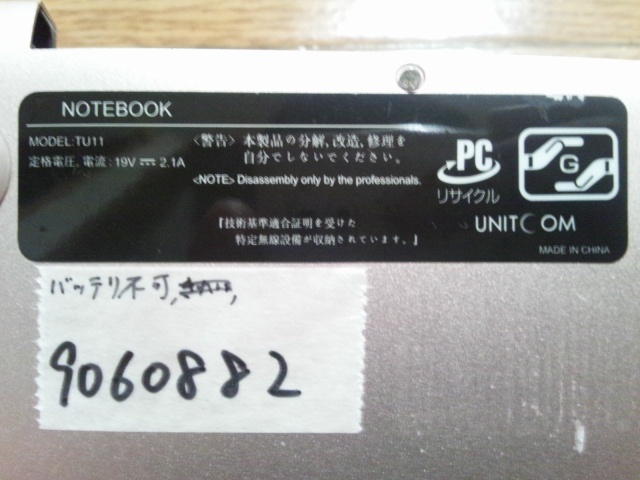 NOTEBOOK
MODEL:TU11
定格電圧, 電流:19V⎓2.1A
<警告> 本製品の分解, 改造, 修理を
自分でしないでください。
<NOTE> Disassembly only by the professionals.
『技術基準適合証明を受けた
特定無線設備が収納されています。』
PC
リサイクル
G
UNITCOM
MADE IN CHINA
バッテリ不可,
9060882